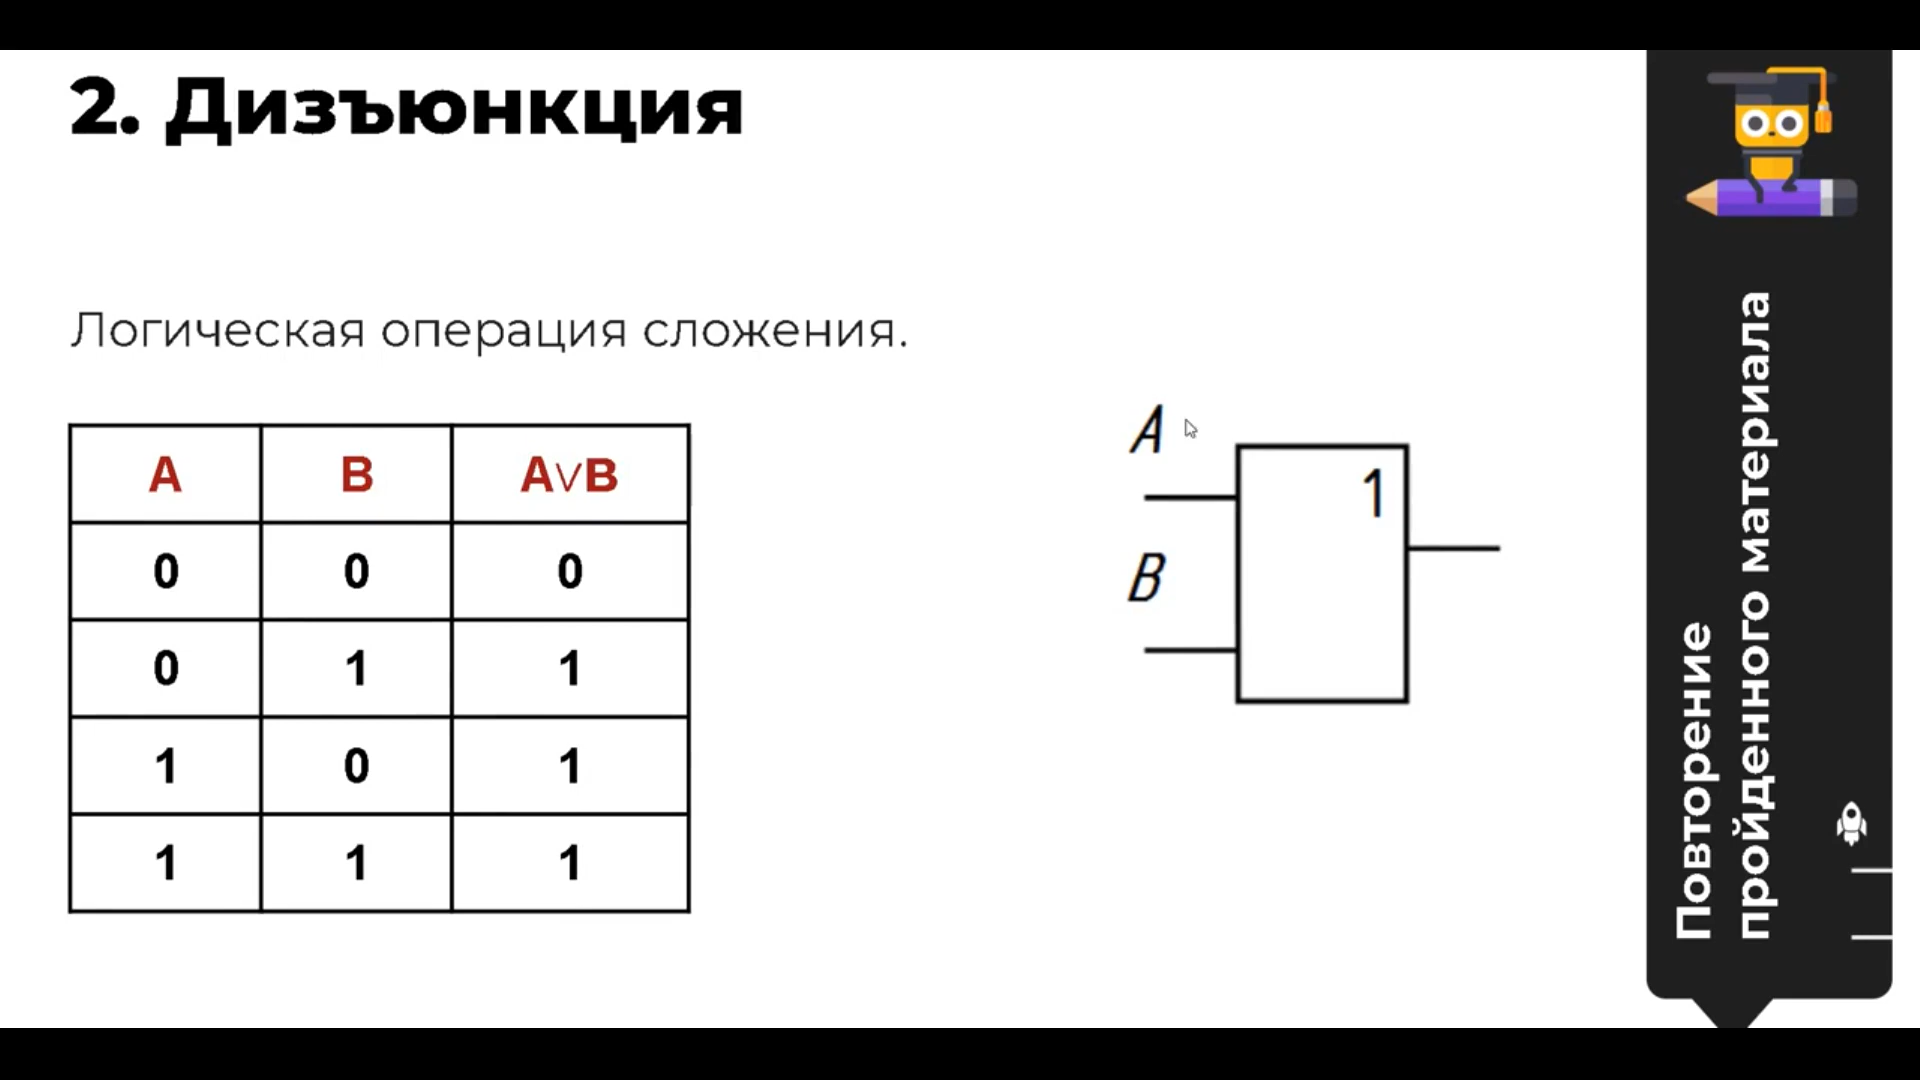 2. Дизъюнкция
Логическая операция сложения.
A B A∨B
0 0 0
0 1 1
1 0 1
1 1 1
A
1
B
Повторение
пройденного материала